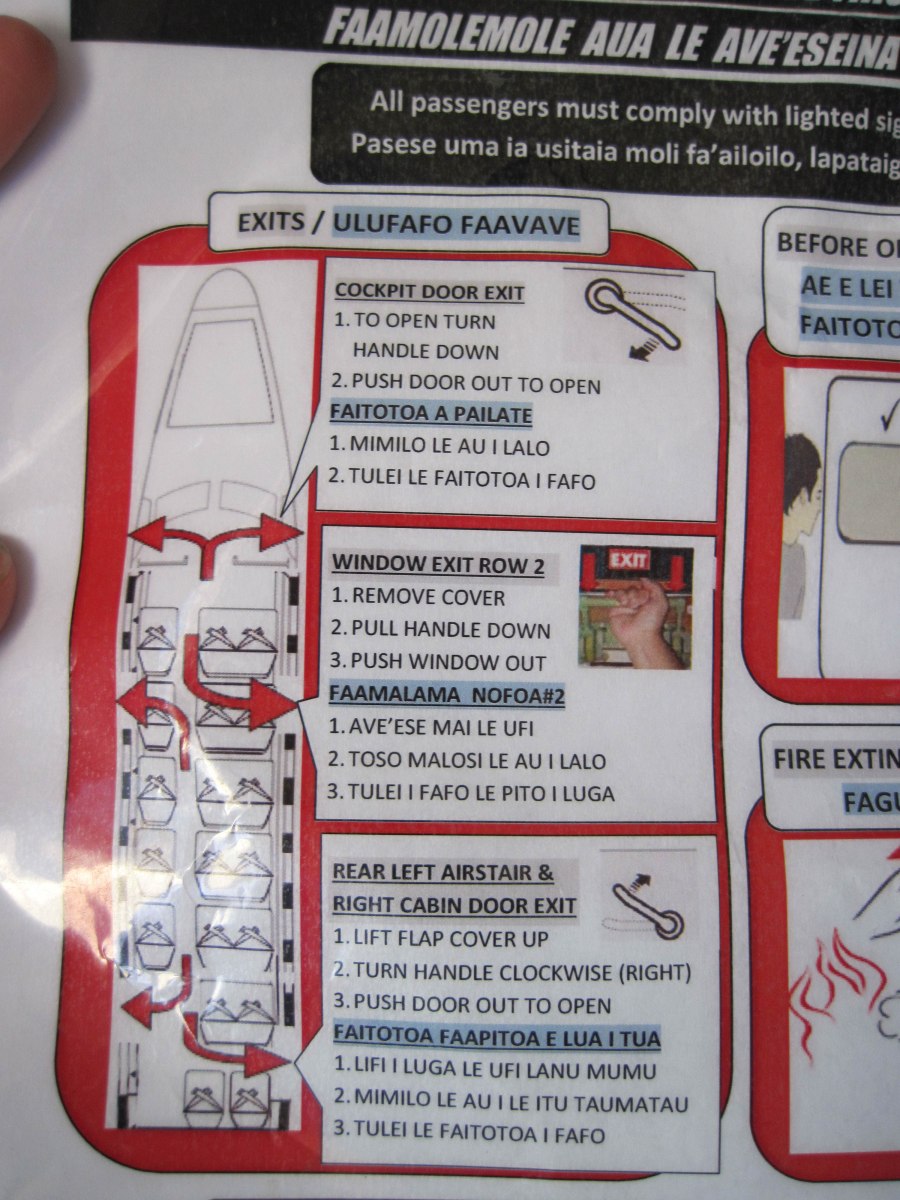 FAAMOLEMOLE AUA LE AVE'ESEINA
All passengers must comply with lighted
Pasese uma ia usitaia moli fa'ailoilo,
EXITS / ULUFAFO FAAVAVE
COCKPIT DOOR EXIT
1. TO OPEN TURN
HANDLE DOWN
2. PUSH DOOR OUT TO OPEN
FAITOTOA A PAILATE
1. MIMILO LE AU I LALO
2. TULEI LE FAITOTOA I FAFO
WINDOW EXIT ROW 2
EXIT
1. REMOVE COVER
2. PULL HANDLE DOWN
3. PUSH WINDOW OUT
FAAMALAMA NOFOA#2
1. AVE'ESE MAI LE UFI
2. TOSO MALOSI LE AU I LALO
3. TULEI I FAFO LE PITO I LUGA
REAR LEFT AIRSTAIR &
RIGHT CABIN DOOR EXIT
1. LIFT FLAP COVER UP
2. TURN HANDLE CLOCKWISE (RIGHT)
3. PUSH DOOR OUT TO OPEN
FAITOTOA FAAPITOA E LUA I TUA
1. LIFI I LUGA LE UFI LANU MUMU
2. MIMILO LE AU I LE ITU TAUMATAU
3. TULEI LE FAITOTOA I FAFO
BEFORE
AE E LEI
FIRE